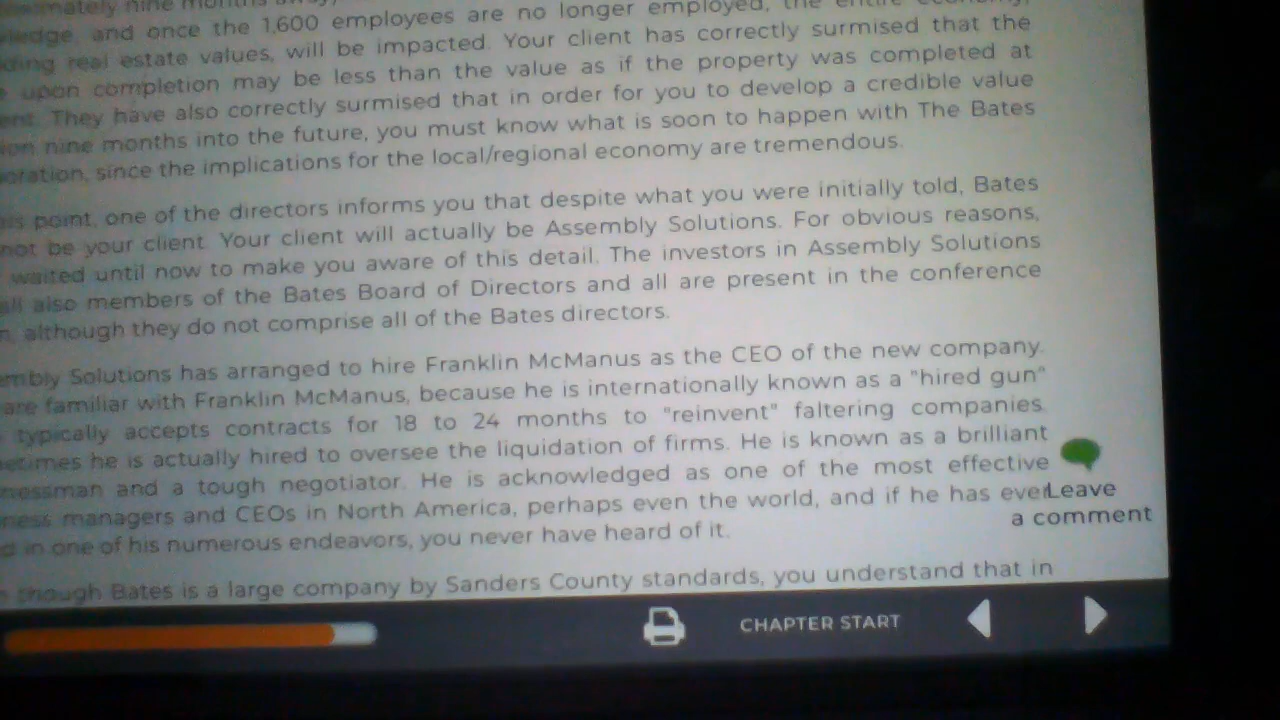 nine months away,
and once the 1,600 employees are no longer employed, the entire economy,
real estate values, will be impacted. Your client has correctly surmised that the
upon completion may be less than the value as if the property was completed at
They have also correctly surmised that in order for you to develop a credible value
nine months into the future, you must know what is soon to happen with The Bates
since the implications for the local/regional economy are tremendous.
point, one of the directors informs you that despite what you were initially told, Bates
not be your client. Your client will actually be Assembly Solutions. For obvious reasons,
waited until now to make you aware of this detail. The investors in Assembly Solutions
all also members of the Bates Board of Directors and all are present in the conference
although they do not comprise all of the Bates directors.
Solutions has arranged to hire Franklin McManus as the CEO of the new company.
are familiar with Franklin McManus, because he is internationally known as a "hired gun"
typically accepts contracts for 18 to 24 months to "reinvent" faltering companies.
he is actually hired to oversee the liquidation of firms. He is known as a brilliant
and a tough negotiator. He is acknowledged as one of the most effective
managers and CEOs in North America, perhaps even the world, and if he has ever
in one of his numerous endeavors, you never have heard of it.
though Bates is a large company by Sanders County standards, you understand that in
Leave
a comment
CHAPTER START